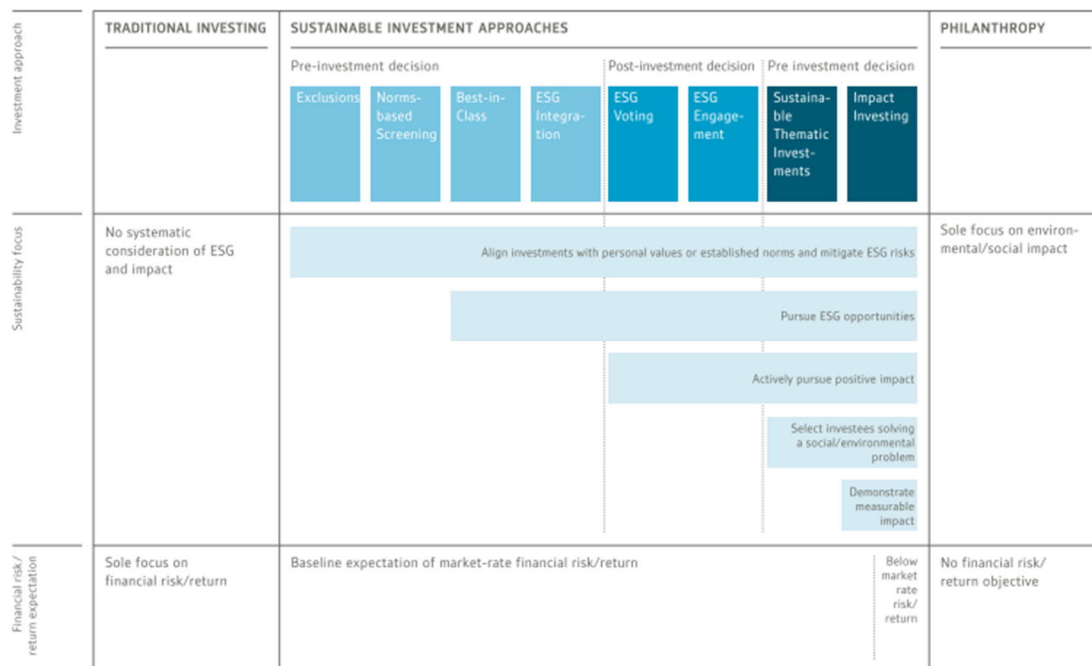 Investment approach
TRADITIONAL INVESTING
SUSTAINABLE INVESTMENT APPROACHES
PHILANTHROPY
Pre-investment decision
Post-investment decision
Pre investment decision
Exclusions
Norms-
based
Screening
Best-in-
Class
ESG
Integra-
tion
ESG
Voting
ESG
Engage-
ment
Sustaina-
ble
Thematic
Invest-
ments
Impact
Investing
Sustainability focus
No systematic
consideration of ESG
and impact
Align investments with personal values or established norms and mitigate ESG risks
Pursue ESG opportunities
Actively pursue positive impact
Select investees solving
a social/environmental
problem
Demonstrate
measurable
impact
Sole focus on environ-
mental/social impact
Financial risk/
return expectation
Sole focus on
financial risk/return
Baseline expectation of market-rate financial risk/return
Below
market
rate
risk/
return
No financial risk/
return objective